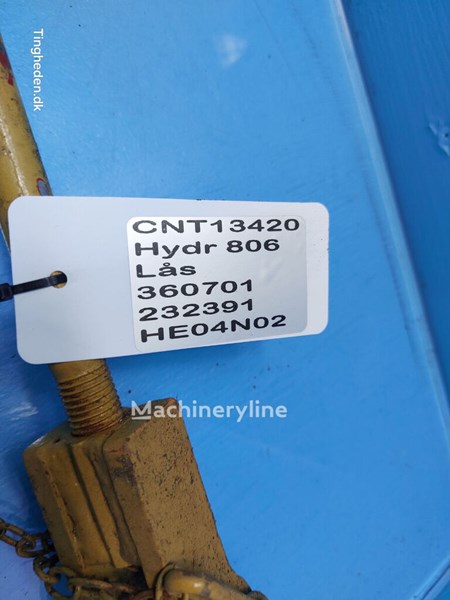 Tingheden.dk
CNT13420
Hydr 806
Lås
360701
232391
HE04N02
Machineryline